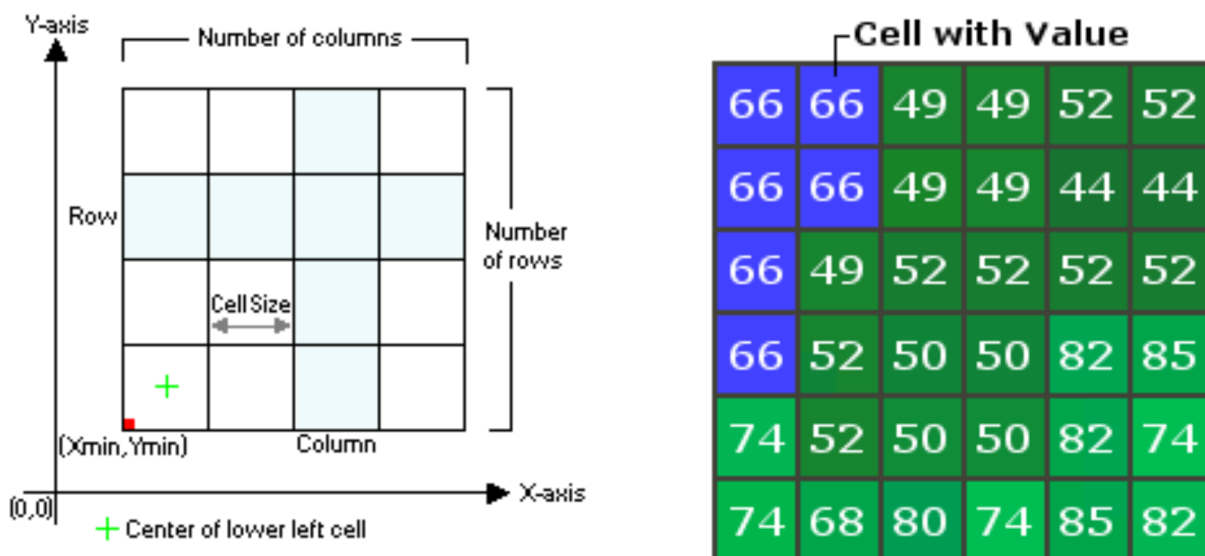 Y-axis
Number of columns
Row
Number
of rows
Cell Size
(Xmin,Ymin)
Column
(0,0)
X-axis
Center of lower left cell
Cell with Value
66 66 49 49 52 52
66 66 49 49 44 44
66 49 52 52 52 52
66 52 50 50 82 85
74 52 50 50 82 74
74 68 80 74 85 82